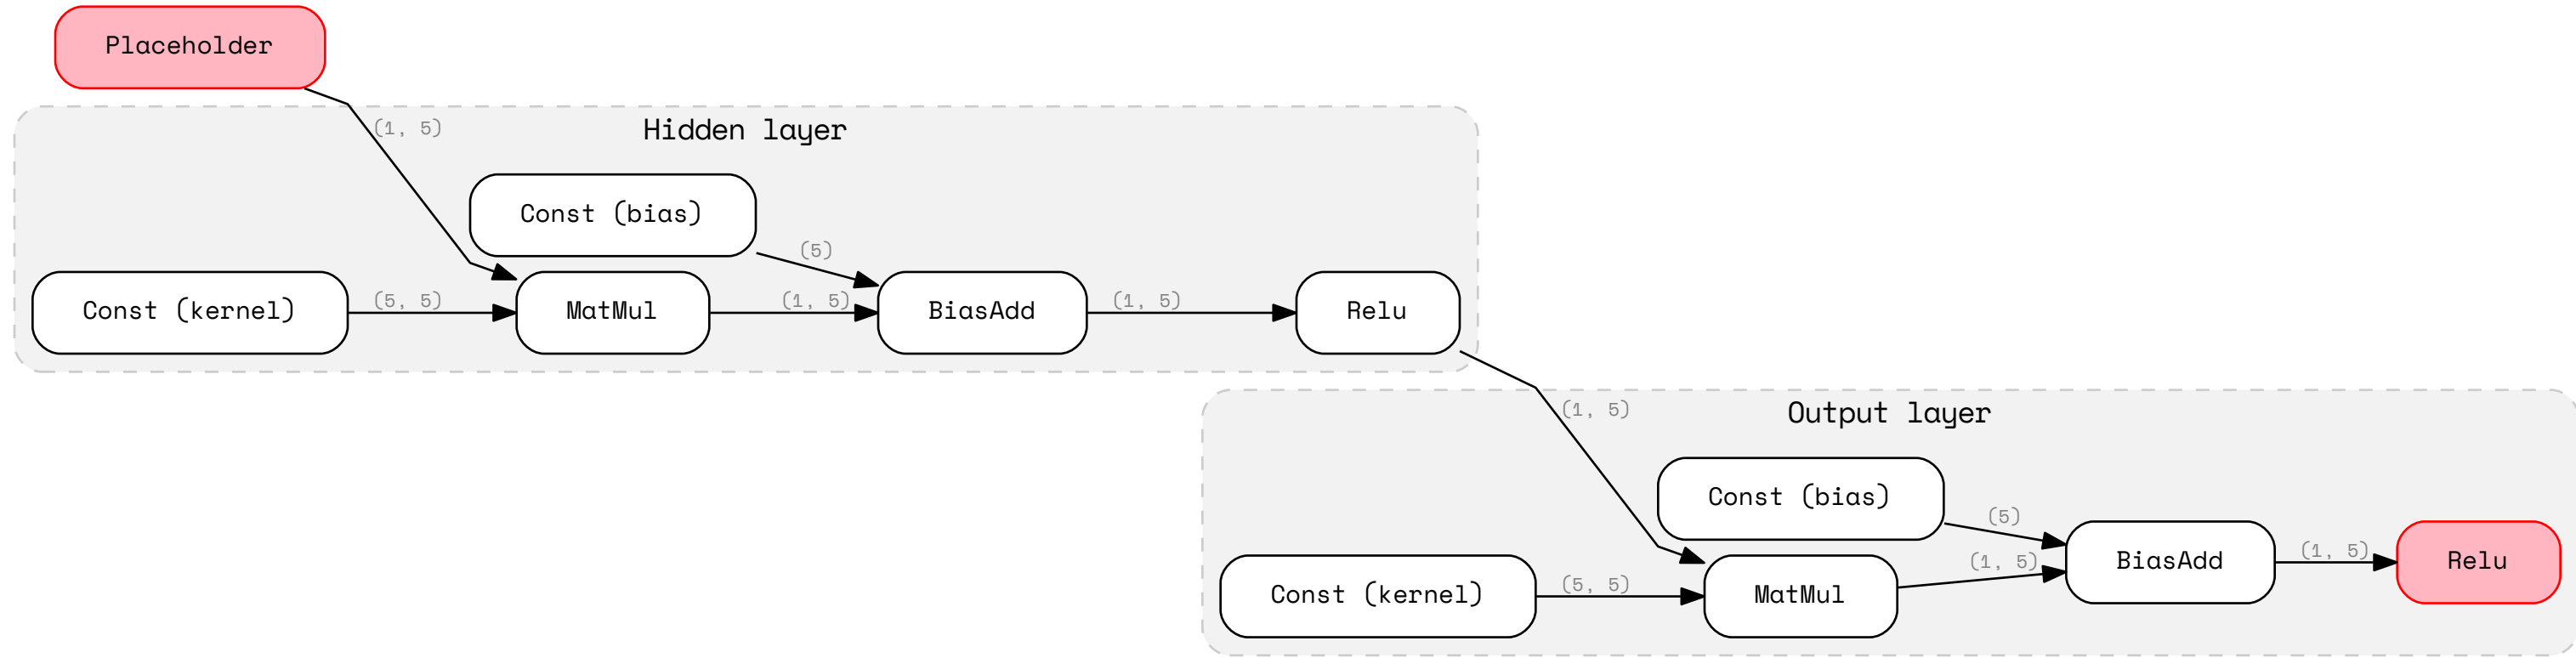 Placeholder
(1, 5)
Hidden layer
Const (bias)
(5)
Const (kernel)
(5, 5)
MatMul
(1, 5)
BiasAdd
(1, 5)
Relu
(1, 5)
Output layer
Const (bias)
(5)
Const (kernel)
(5, 5)
MatMul
(1, 5)
BiasAdd
(1, 5)
Relu